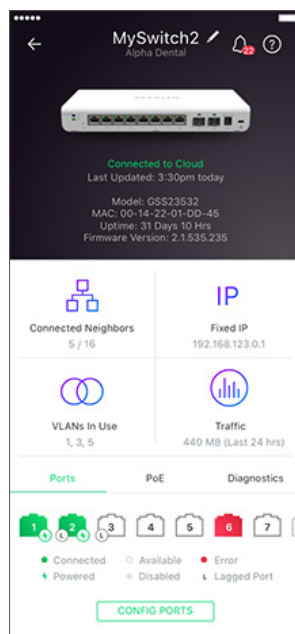 MySwitch2
22
?
Alpha Dental
NETGEAR
Connected to Cloud
Last Updated: 3:30pm today
Model: GSS23532
MAC: 00-14-22-01-DD-45
Uptime: 31 Days 10 Hrs
Firmware Version: 2.1.535.235
IP
Connected Neighbors
Fixed IP
5 / 16
192.168.123.0.1
VLANs In Use
Traffic
1, 3, 5
440 MB (Last 24 hrs)
Ports PoE Diagnostics
1 2 3 4 5 6 7
L L
Connected Available Error
Powered Disabled L Lagged Port
CONFIG PORTS